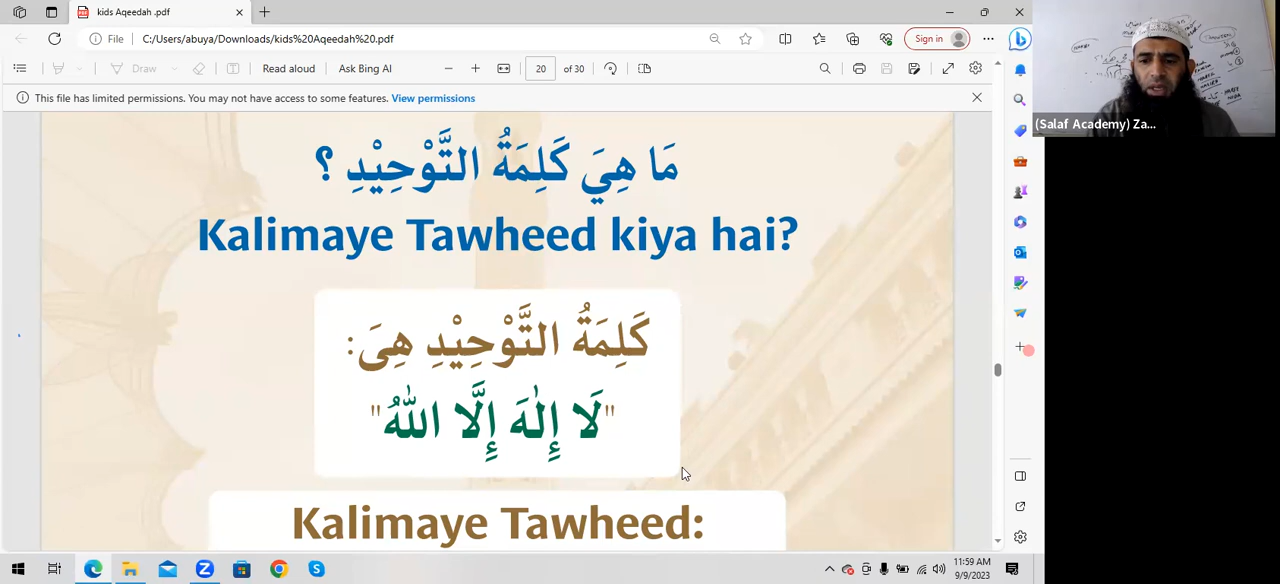 kids Aqeedah .pdf
File
C:/Users/abuya/Downloads/kids%20Aqeedah%20.pdf
Sign in
Draw
Read aloud
Ask Bing AI
20
of 30
This file has limited permissions. You may not have access to some features. View permissions
(Salaf Academy) Za...
مَا هِيَ كَلِمَةُ التَّوْحِيْدِ ؟
Kalimaye Tawheed kiya hai?
كَلِمَةُ التَّوْحِيْدِ هِیَ:
"لَا إِلٰهَ إِلَّا اللّٰهُ"
Kalimaye Tawheed:
11:59 AM
9/9/2023